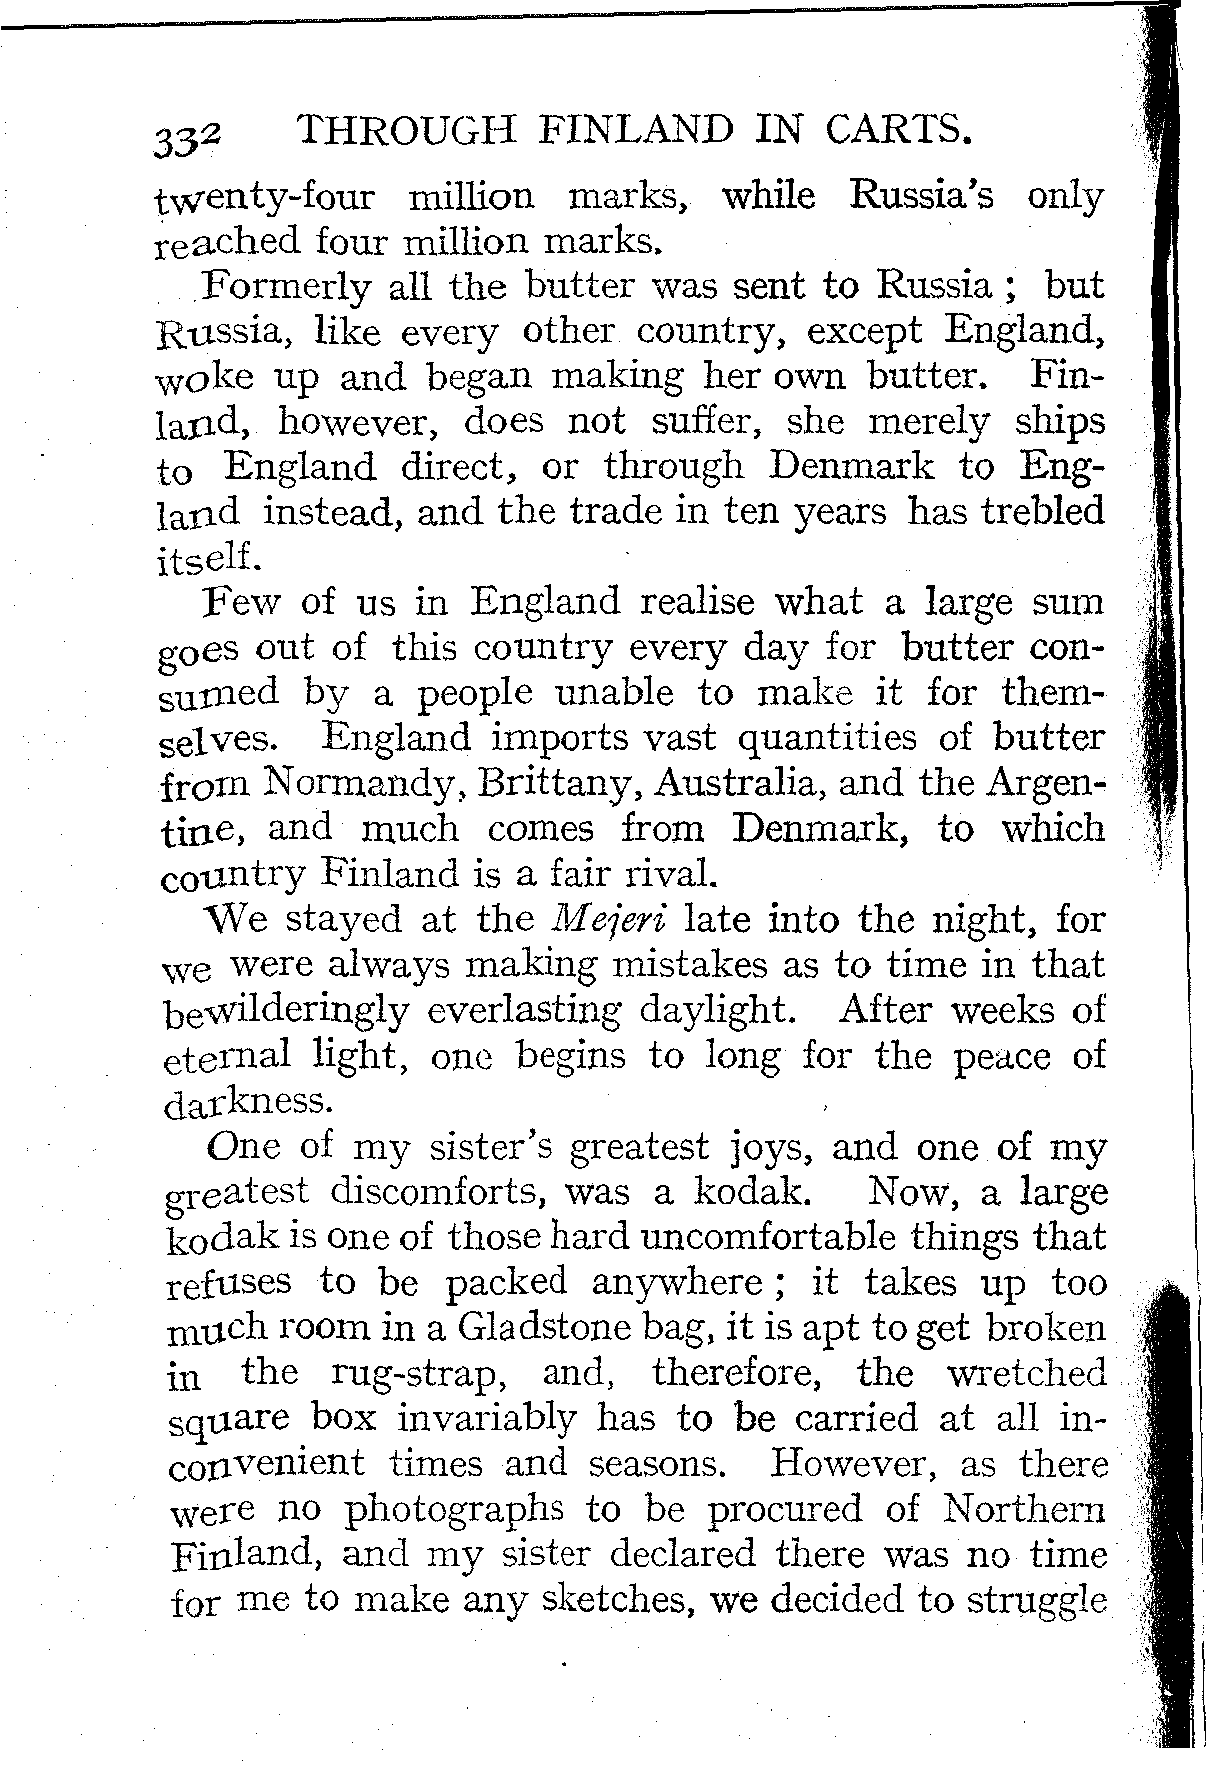 332 THROUGH FINLAND IN CARTS.
twenty-four million marks, while Russia's only
reached four million marks.
Formerly all the butter was sent to Russia ; but
Russia, like every other country, except England,
woke up and began making her own butter. Fin-
land, however, does not suffer, she merely ships
to England direct, or through Denmark to Eng-
land instead, and the trade in ten years has trebled
itself.
Few of us in England realise what a large sum
goes out of this country every day for butter con-
sumed by a people unable to make it for them-
selves. England imports vast quantities of butter
from Normandy, Brittany, Australia, and the Argen-
tine, and much comes from Denmark, to which
country Finland is a fair rival.
We stayed at the Mejeri late into the night, for
we were always making mistakes as to time in that
bewilderingly everlasting daylight. After weeks of
eternal light, one begins to long for the peace of
darkness.
One of my sister's greatest joys, and one of my
greatest discomforts, was a kodak. Now, a large
kodak is one of those hard uncomfortable things that
refuses to be packed anywhere ; it takes up too
much room in a Gladstone bag, it is apt to get broken
in the rug-strap, and, therefore, the wretched
square box invariably has to be carried at all in-
convenient times and seasons. However, as there
were no photographs to be procured of Northern
Finland, and my sister declared there was no time
for me to make any sketches, we decided to struggle